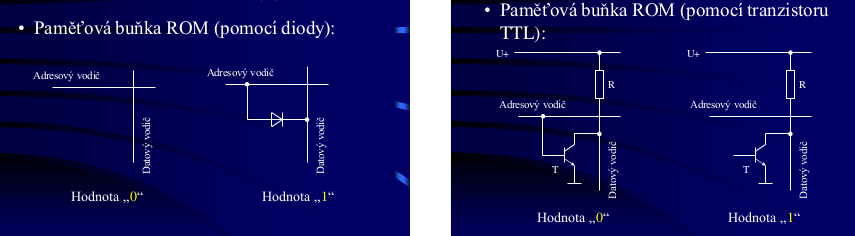 • Paměťová buňka ROM (pomocí diody):
Adresový vodič
Datový vodič
Hodnota „0“
Adresový vodič
Datový vodič
Hodnota „1“
• Paměťová buňka ROM (pomocí tranzistoru
TTL):
U+
R
Adresový vodič
T
Datový vodič
Hodnota „0“
U+
R
Adresový vodič
T
Datový vodič
Hodnota „1“